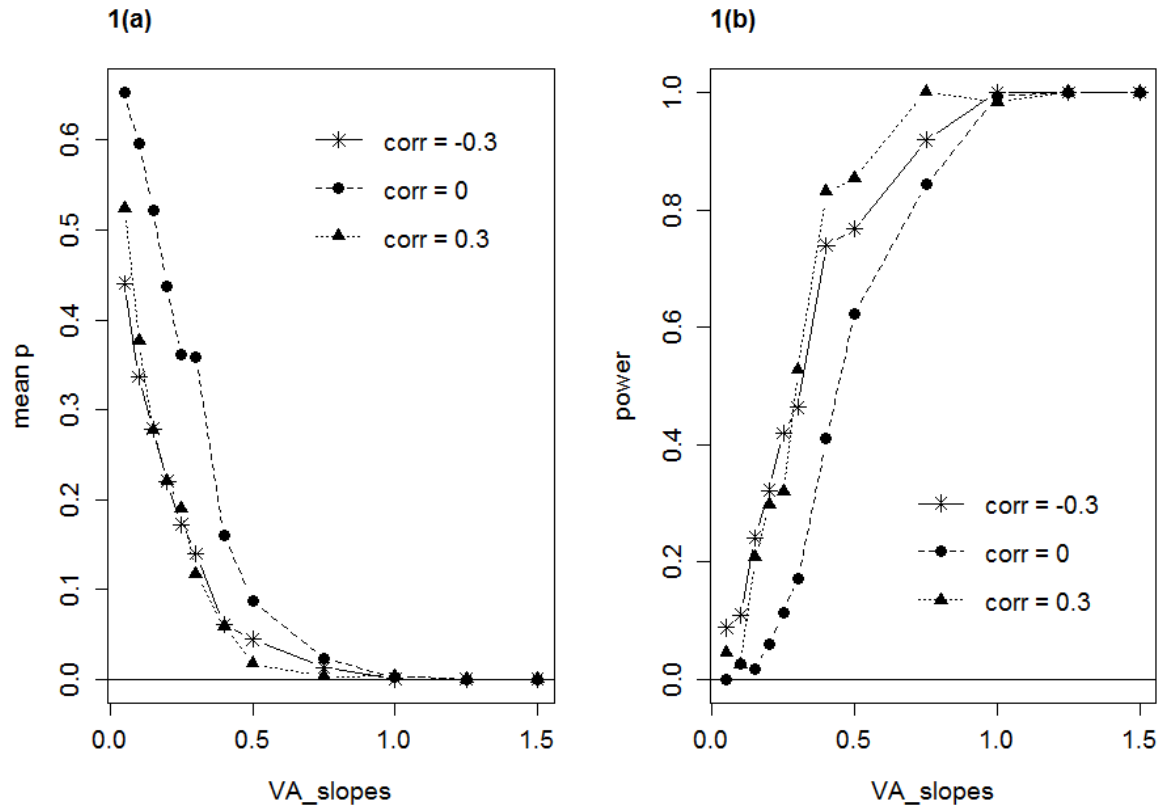 1(a)
corr = -0.3
corr = 0
corr = 0.3
mean p
0.0
0.1
0.2
0.3
0.4
0.5
0.6
0.0
0.5
1.0
1.5
VA_slopes
1(b)
corr = -0.3
corr = 0
corr = 0.3
power
0.0
0.2
0.4
0.6
0.8
1.0
0.0
0.5
1.0
1.5
VA_slopes